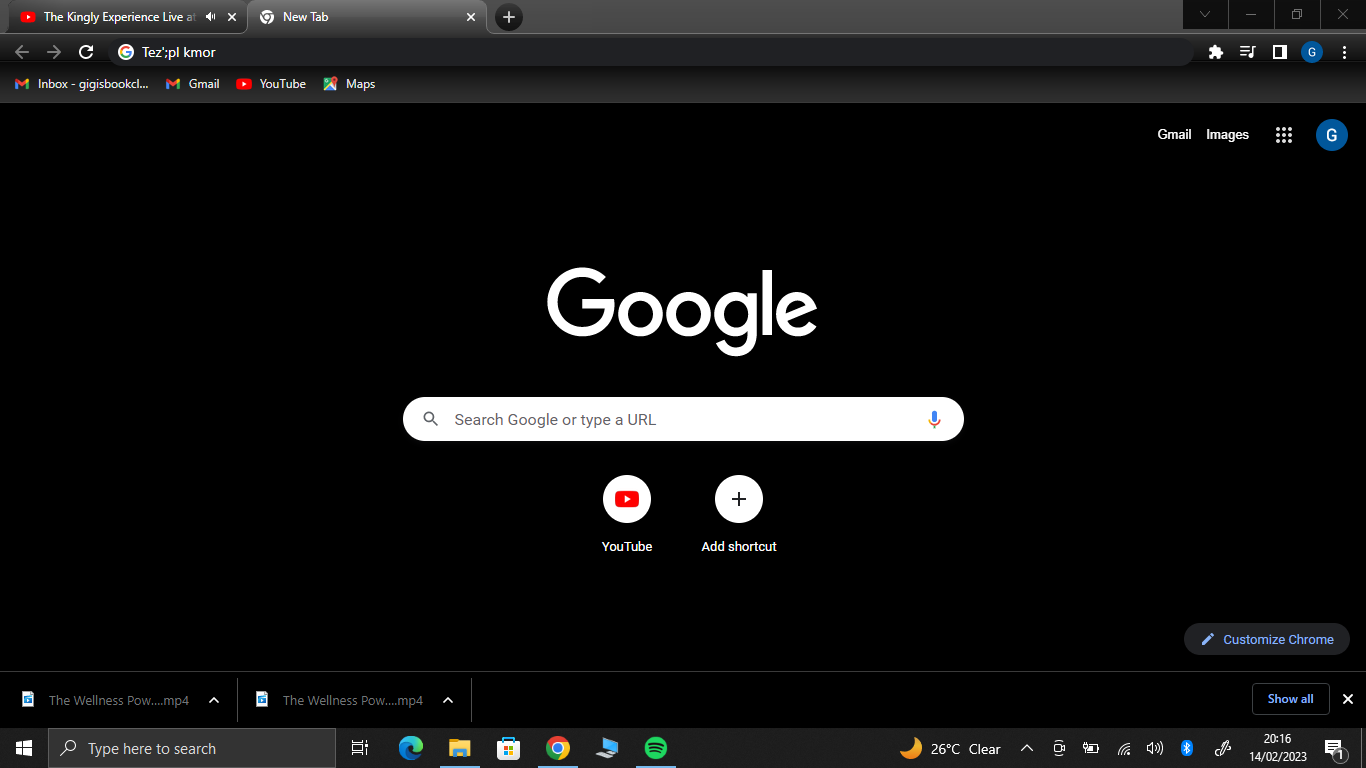 The Kingly Experience Live at
New Tab
Tez';pl kmor
G
Inbox - gigisbookcl...
Gmail
YouTube
Maps
Gmail
Images
G
Google
Search Google or type a URL
YouTube
Add shortcut
Customize Chrome
The Wellness Pow....mp4
The Wellness Pow....mp4
Show all
Type here to search
26°C Clear
20:16
14/02/2023
1